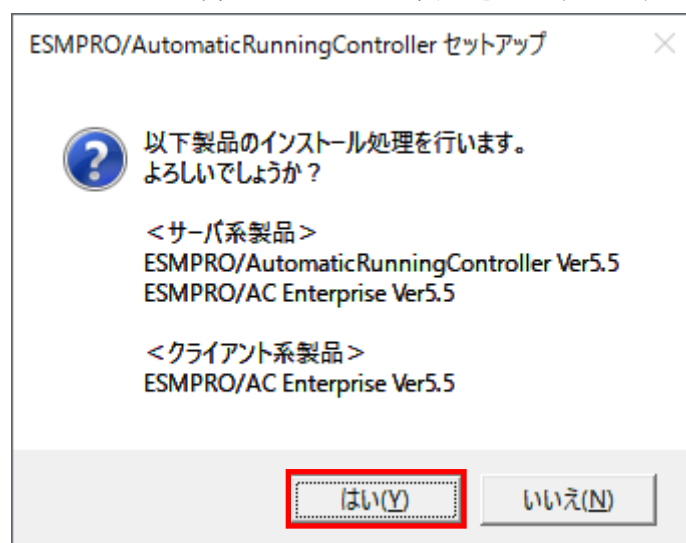 ESMPRO/AutomaticRunningController セットアップ
以下製品のインストール処理を行います。
よろしいでしょうか？
＜サーバ系製品＞
ESMPRO/AutomaticRunningController Ver5.5
ESMPRO/AC Enterprise Ver5.5
＜クライアント系製品＞
ESMPRO/AC Enterprise Ver5.5
はい(Y)
いいえ(N)